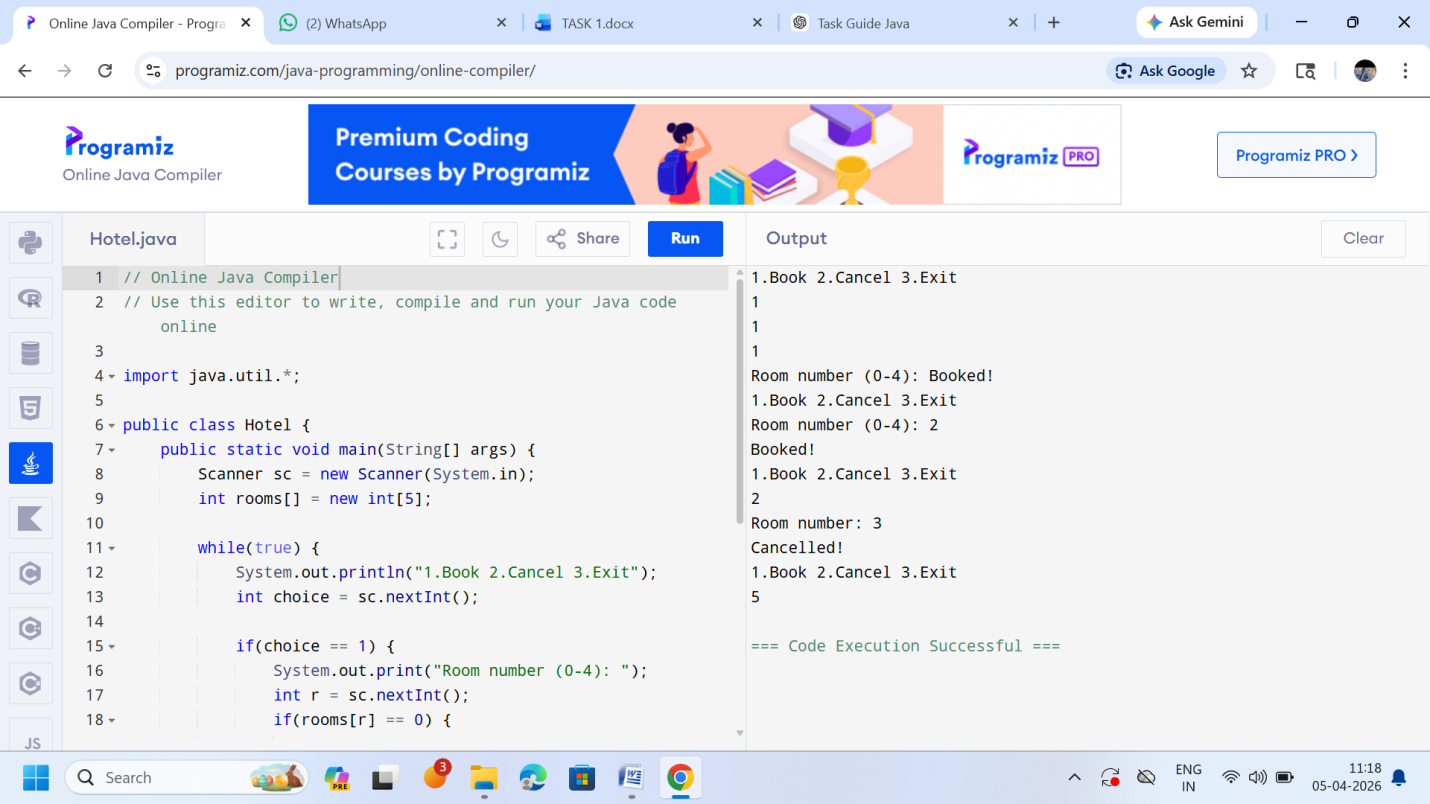 Online Java Compiler - Progra
(2) WhatsApp
TASK 1.docx
Task Guide Java
Ask Gemini
programiz.com/java-programming/online-compiler/
Ask Google
Programiz
Online Java Compiler
Premium Coding
Courses by Programiz
Programiz PRO
Programiz PRO
Hotel.java
Share
Run
1 // Online Java Compiler
2 // Use this editor to write, compile and run your Java code
online
3
4 import java.util.*;
5
6 public class Hotel {
7 public static void main(String[] args) {
8 Scanner sc = new Scanner(System.in);
9 int rooms[] = new int[5];
10
11 while(true) {
12 System.out.println("1.Book 2.Cancel 3.Exit");
13 int choice = sc.nextInt();
14
15 if(choice == 1) {
16 System.out.print("Room number (0-4): ");
17 int r = sc.nextInt();
18 if(rooms[r] == 0) {
JS
Output
Clear
1.Book 2.Cancel 3.Exit
1
1
1
Room number (0-4): Booked!
1.Book 2.Cancel 3.Exit
Room number (0-4): 2
Booked!
1.Book 2.Cancel 3.Exit
2
Room number: 3
Cancelled!
1.Book 2.Cancel 3.Exit
5
=== Code Execution Successful ===
Search
PRE
3
ENG
IN
11:18
05-04-2026